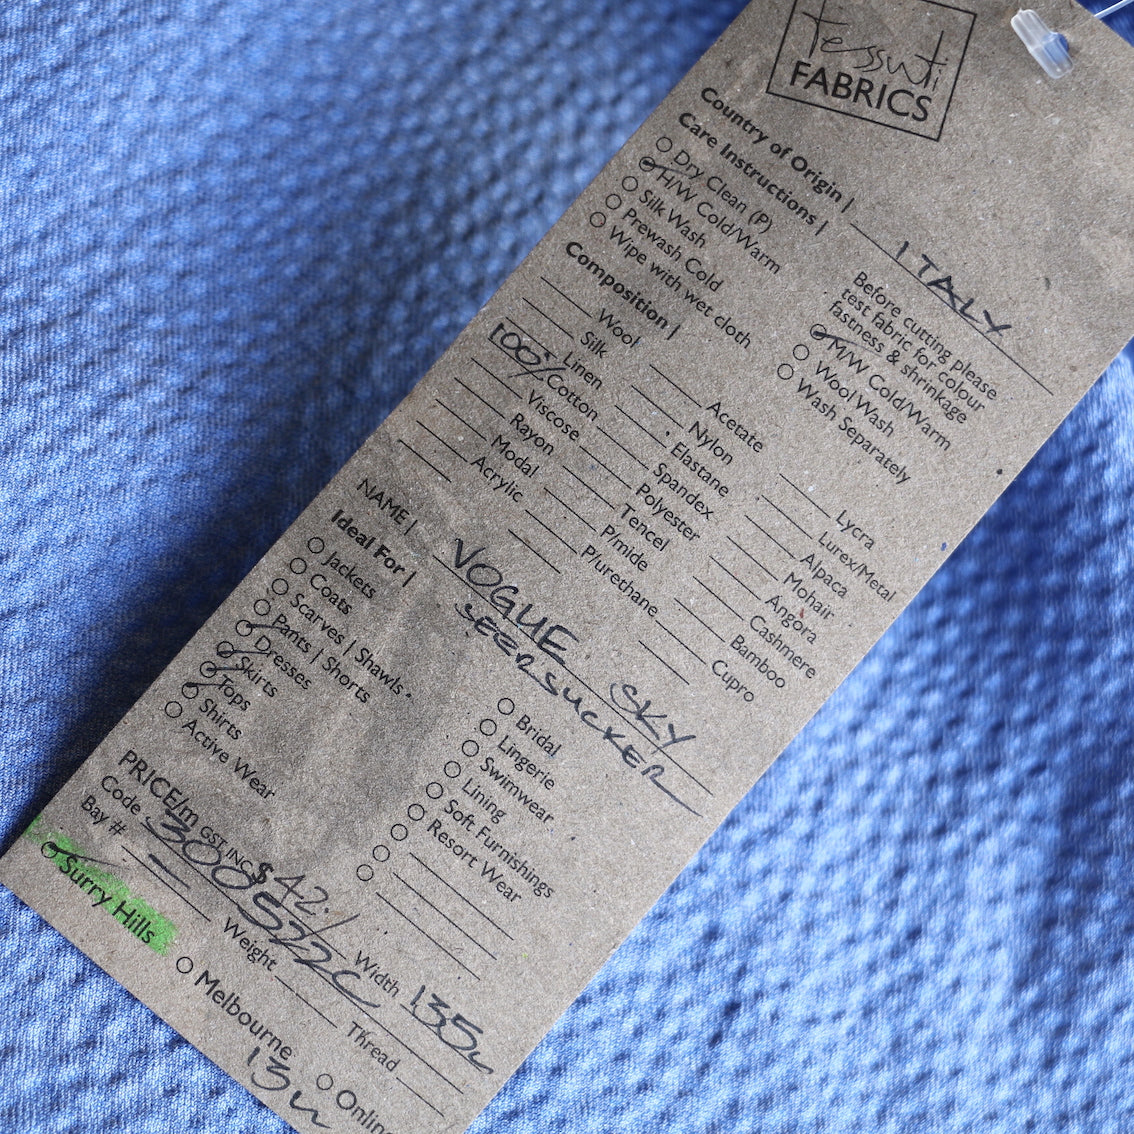 tessuti
FABRICS
Country of Origin | ITALY
Care Instructions |
Dry Clean (P)
H/W Cold/Warm
Silk Wash
Prewash Cold
Wipe with wet cloth
Before cutting please
test fabric for colour
fastness & shrinkage
M/W Cold/Warm
Wool Wash
Wash Separately
Composition |
Wool
Silk
Linen
100% Cotton
Viscose
Rayon
Modal
Acrylic
Acetate
Nylon
Elastane
Spandex
Polyester
Tencel
P/mide
P/urethane
Lycra
Lurex/Metal
Alpaca
Mohair
Angora
Cashmere
Bamboo
Cupro
NAME | VOGUE SKY
SEERSUCKER
Ideal For |
Jackets
Coats
Scarves | Shawls
Pants | Shorts
Dresses
Skirts
Tops
Shirts
Active Wear
Bridal
Lingerie
Swimwear
Lining
Soft Furnishings
Resort Wear
PRICE/m GST INC $42./ Width 135
Code 300S22C
Bay # Weight Thread
Surry Hills
Melbourne
Online
13